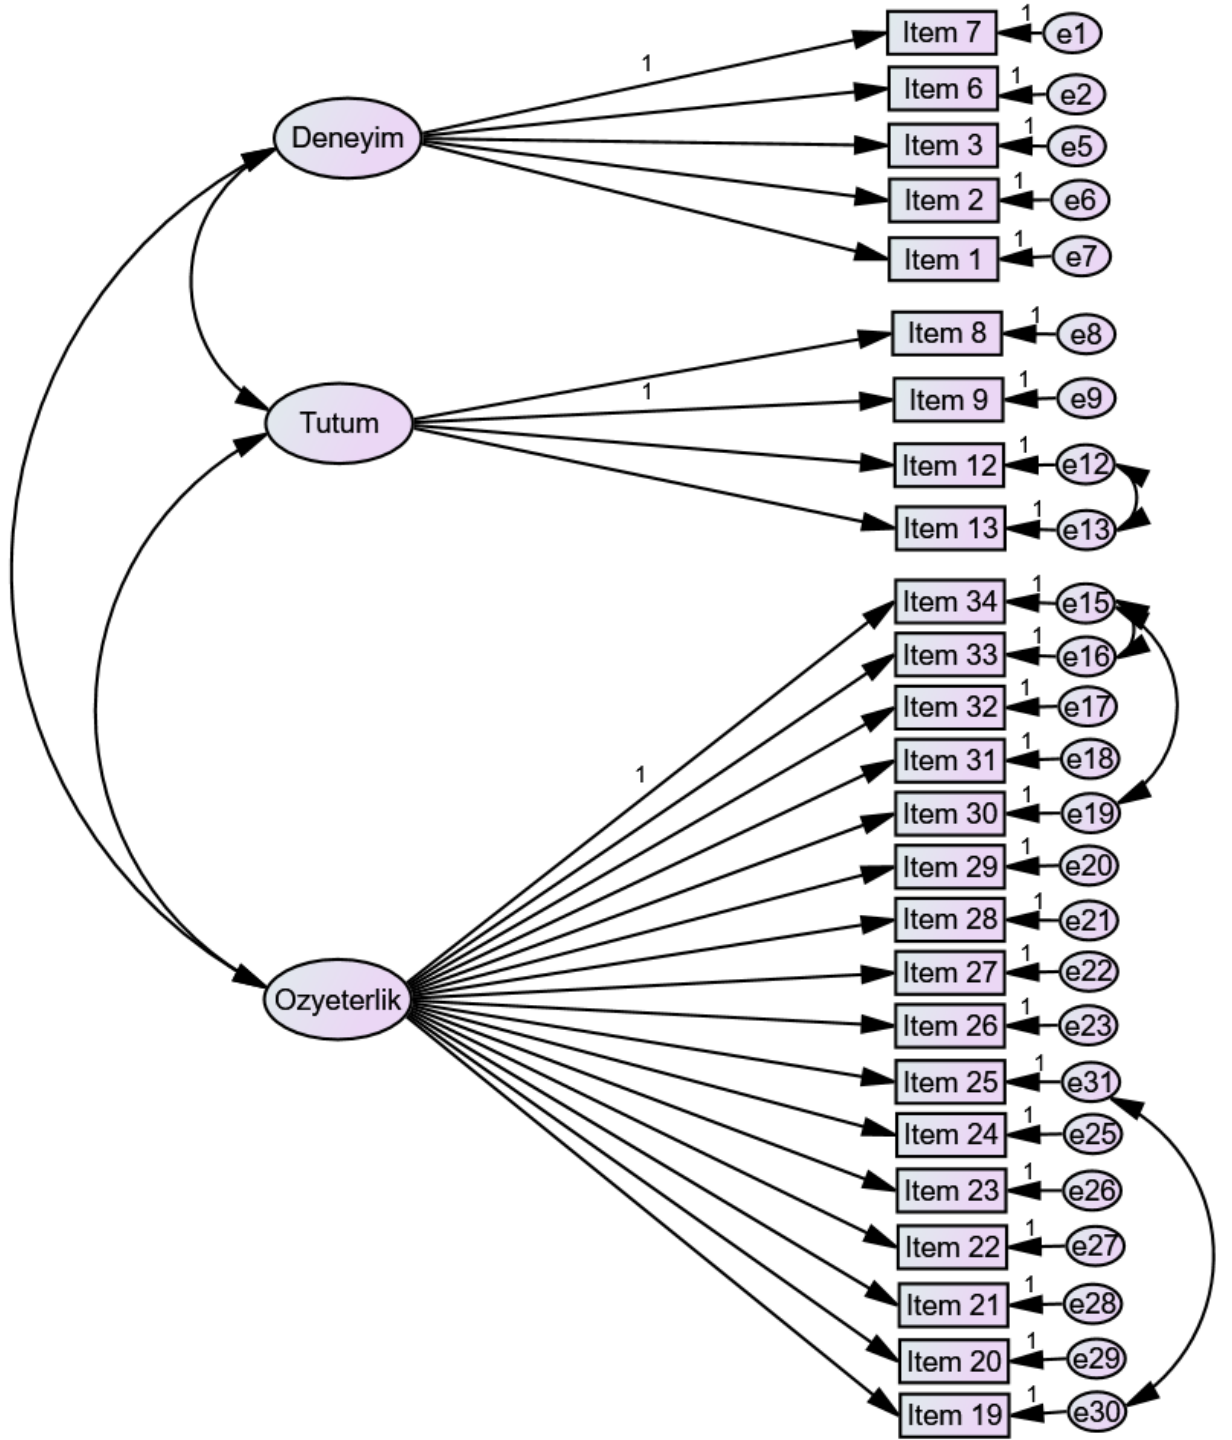 1
Item 7
1
e1
Item 6
1
e2
Deneyim
Item 3
1
e5
Item 2
1
e6
Item 1
1
e7
Item 8
1
e8
1
Item 9
1
e9
Tutum
Item 12
1
e12
Item 13
1
e13
Item 34
1
e15
Item 33
1
e16
Item 32
1
e17
Item 31
1
e18
1
Item 30
1
e19
Item 29
1
e20
Item 28
1
e21
Item 27
1
e22
Ozyeterlik
Item 26
1
e23
Item 25
1
e31
Item 24
1
e25
Item 23
1
e26
Item 22
1
e27
Item 21
1
e28
Item 20
1
e29
Item 19
1
e30